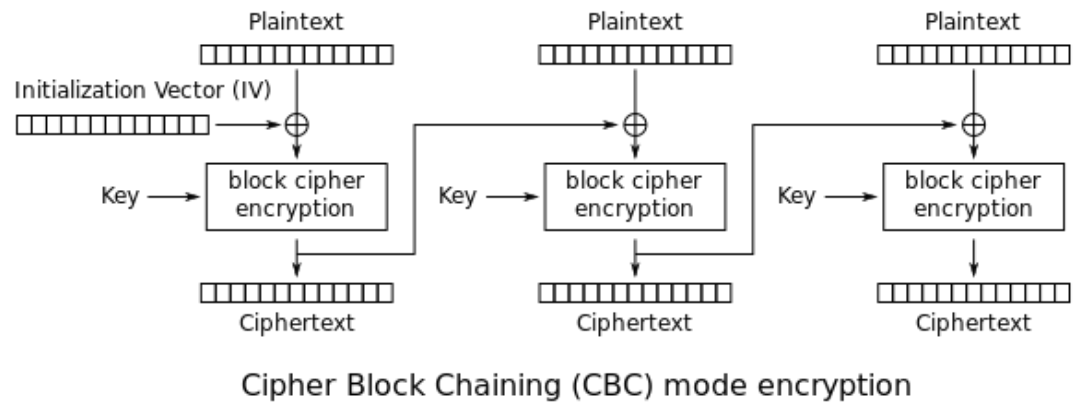 Plaintext
Plaintext
Plaintext
Initialization Vector (IV)
Key
block cipher
encryption
Key
block cipher
encryption
Key
block cipher
encryption
Ciphertext
Ciphertext
Ciphertext
Cipher Block Chaining (CBC) mode encryption